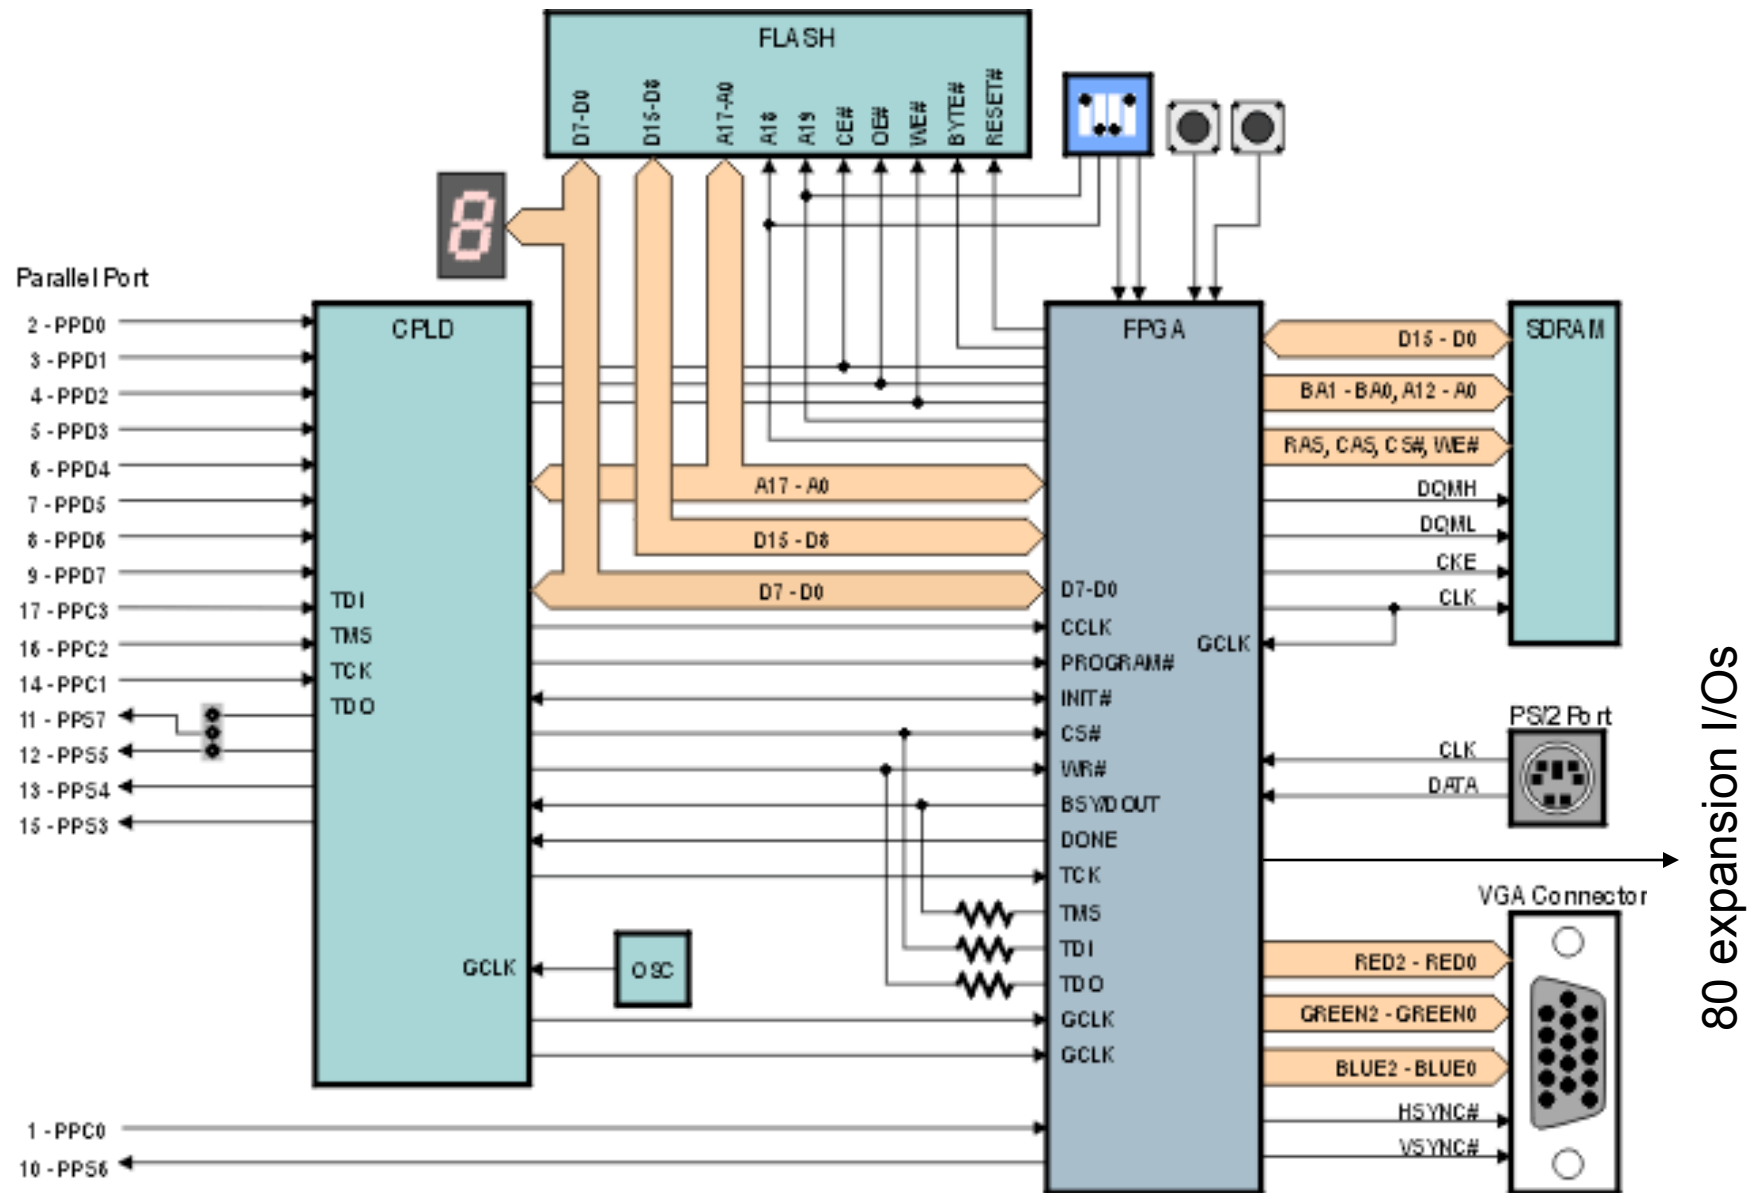 FLASH
D7-D0
D15-D8
A17-A0
A18
A19
CE#
OE#
WE#
BYTE#
RESET#
8
Parallel Port
2 - PPD0
3 - PPD1
4 - PPD2
5 - PPD3
6 - PPD4
7 - PPD5
8 - PPD6
9 - PPD7
17 - PPC3
16 - PPC2
14 - PPC1
11 - PPS7
12 - PPS5
13 - PPS4
15 - PPS3
1 - PPC0
10 - PPS6
CPLD
TDI
TMS
TCK
TDO
GCLK
OSC
A17 - A0
D15 - D8
D7 - D0
FPGA
D7-D0
CCLK
PROGRAM#
INIT#
CS#
WR#
BSY/DOUT
DONE
TCK
TMS
TDI
TDO
GCLK
GCLK
GCLK
D15 - D0
BA1 - BA0, A12 - A0
RAS, CAS, CS#, WE#
DQMH
DQML
CKE
CLK
SDRAM
PS/2 Port
CLK
DATA
80 expansion I/Os
VGA Connector
RED2 - RED0
GREEN2 - GREEN0
BLUE2 - BLUE0
HSYNC#
VSYNC#